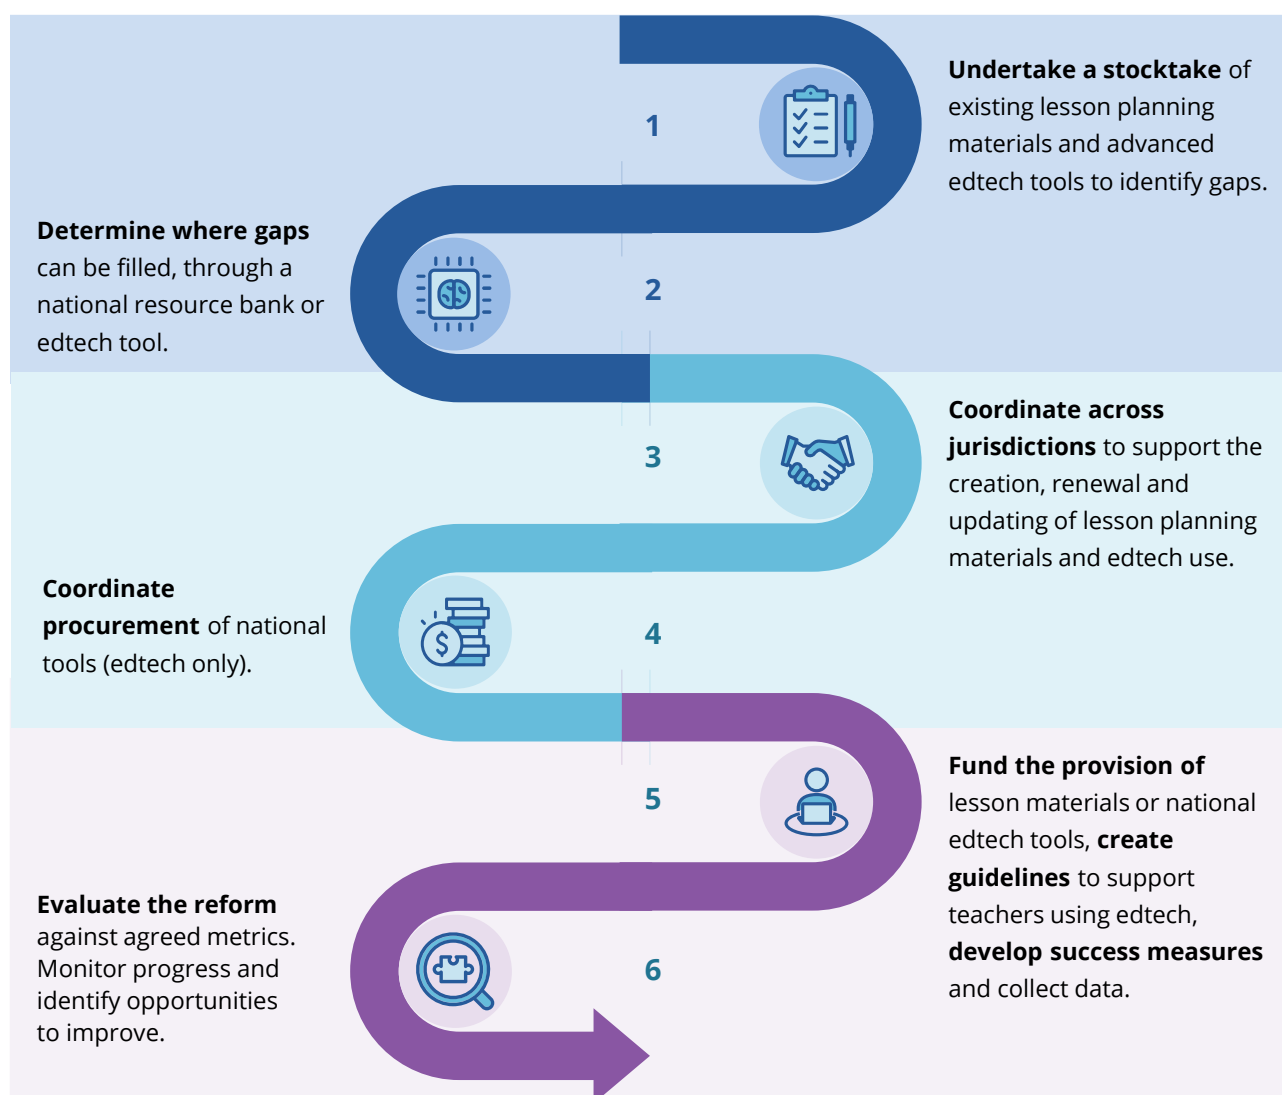 1
Undertake a stocktake of
existing lesson planning
materials and advanced
edtech tools to identify gaps.
Determine where gaps
can be filled, through a
national resource bank or
edtech tool.
2
3
Coordinate across
jurisdictions to support the
creation, renewal and
updating of lesson planning
materials and edtech use.
Coordinate
procurement of national
tools (edtech only).
$
4
5
Fund the provision of
lesson materials or national
edtech tools, create
guidelines to support
teachers using edtech,
develop success measures
and collect data.
Evaluate the reform
against agreed metrics.
Monitor progress and
identify opportunities
to improve.
6